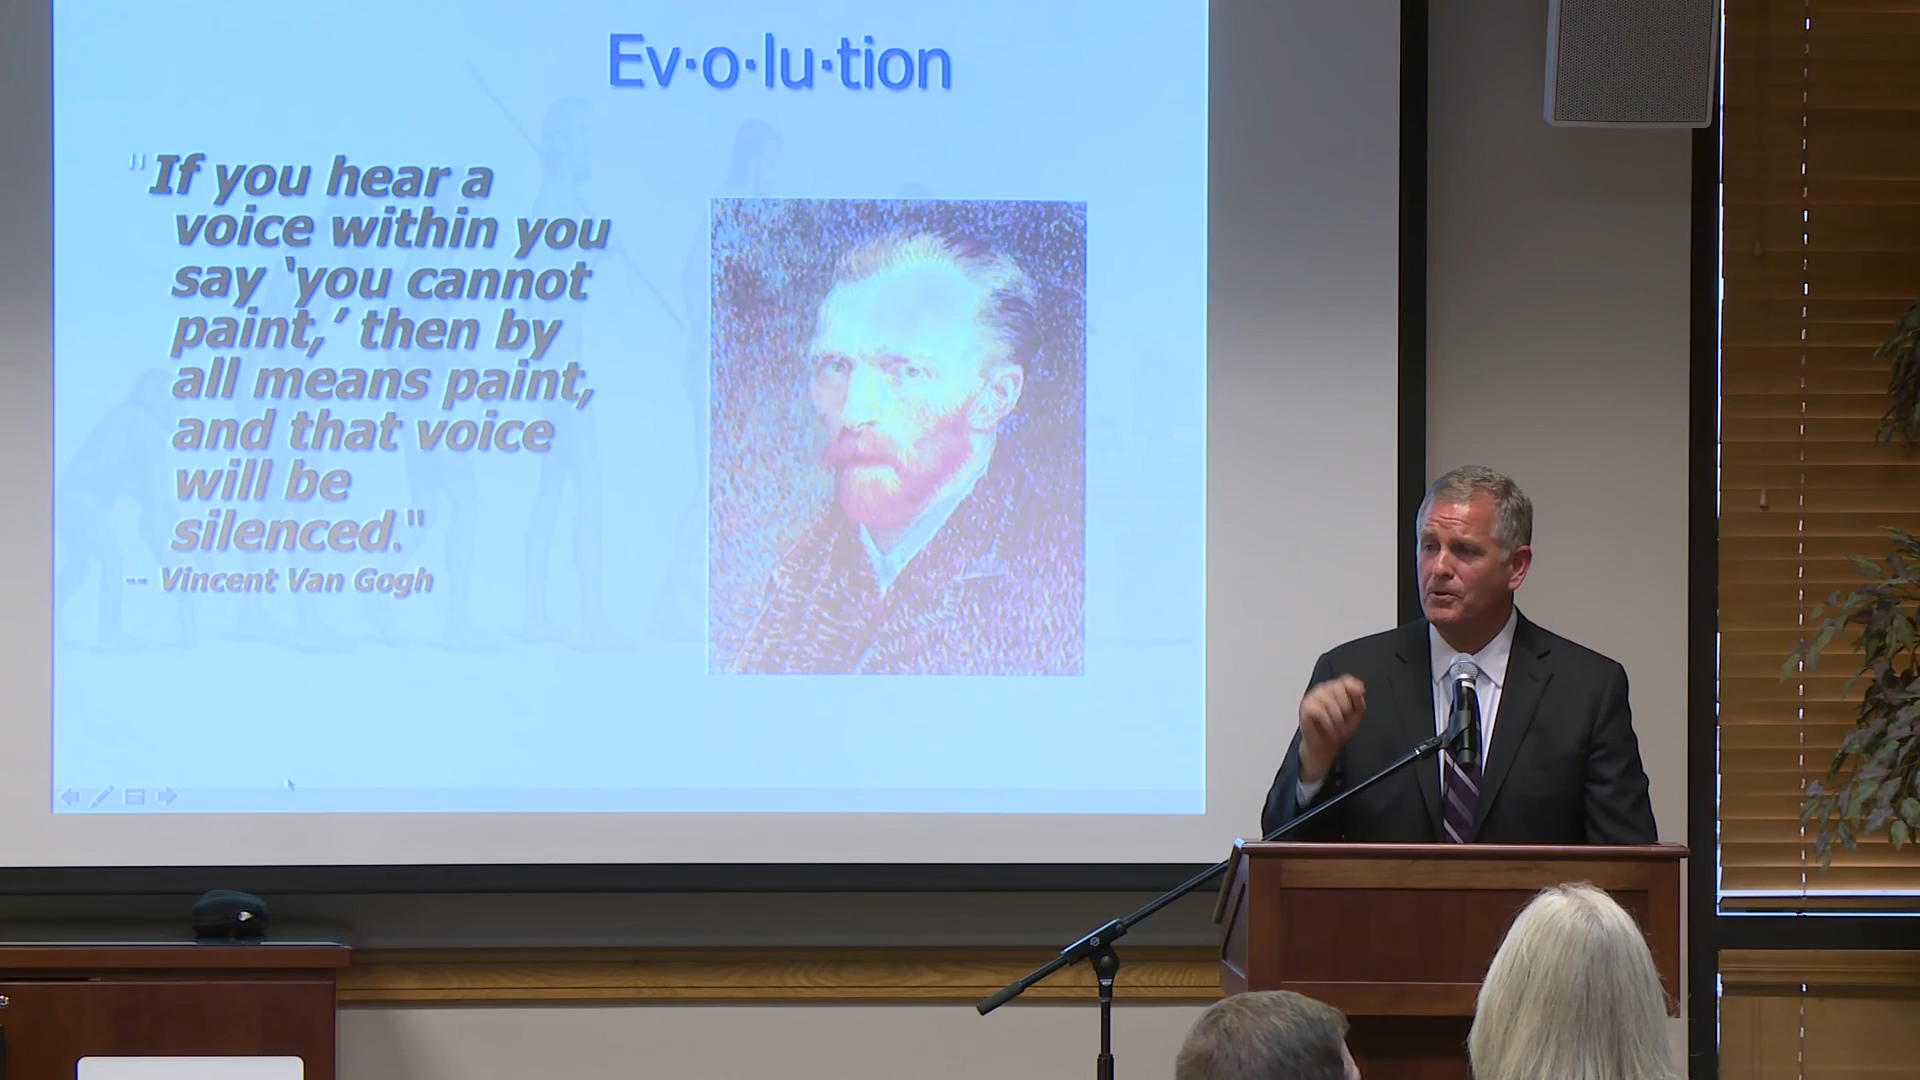 Ev·o·lu·tion
"If you hear a
voice within you
say ‘you cannot
paint,’ then by
all means paint,
and that voice
will be
silenced."
-- Vincent Van Gogh